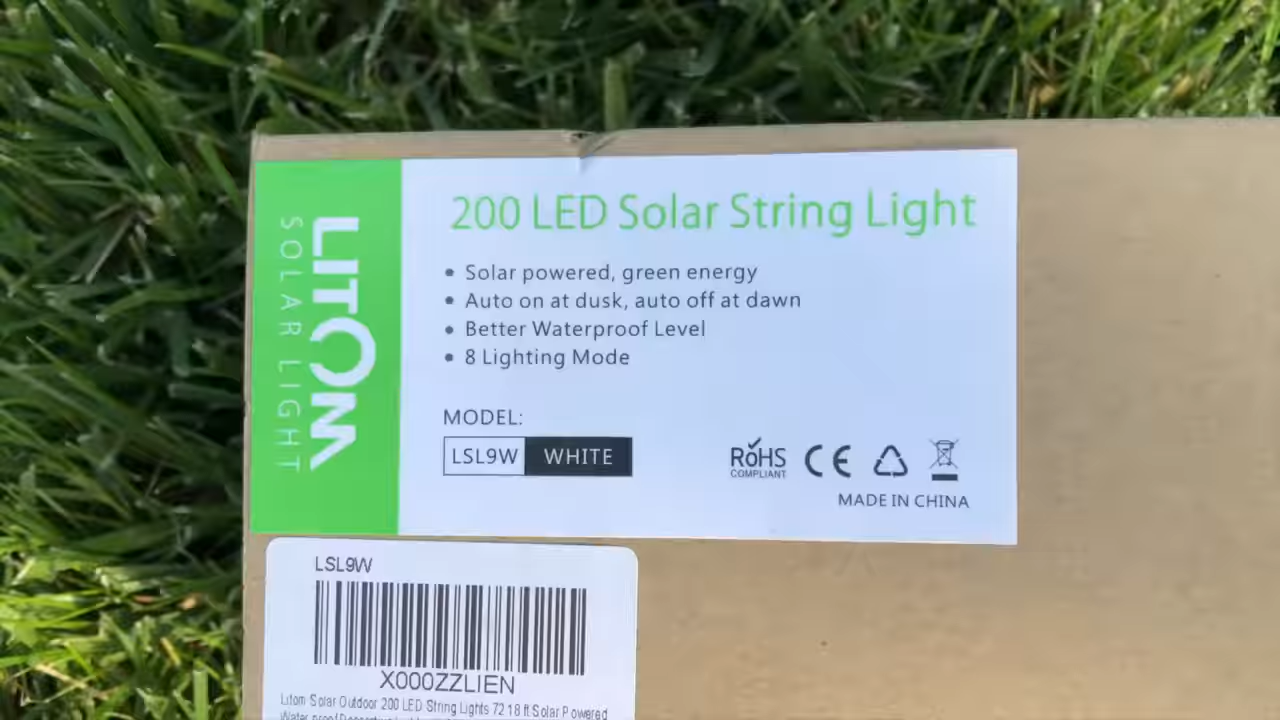 LITOM
SOLAR LIGHT
200 LED Solar String Light
• Solar powered, green energy
• Auto on at dusk, auto off at dawn
• Better Waterproof Level
• 8 Lighting Mode
MODEL:
LSL9W WHITE
RoHS
COMPLIANT
CE
MADE IN CHINA
LSL9W
X000ZZLIEN
Litom Solar Outdoor 200 LED String Lights 72 18 ft Solar Powered